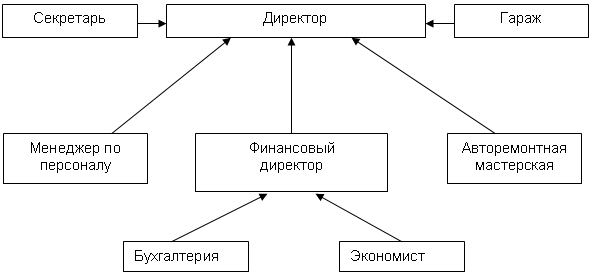 Секретарь
Директор
Гараж
Менеджер по
персоналу
Финансовый
директор
Авторемонтная
мастерская
Бухгалтерия
Экономист